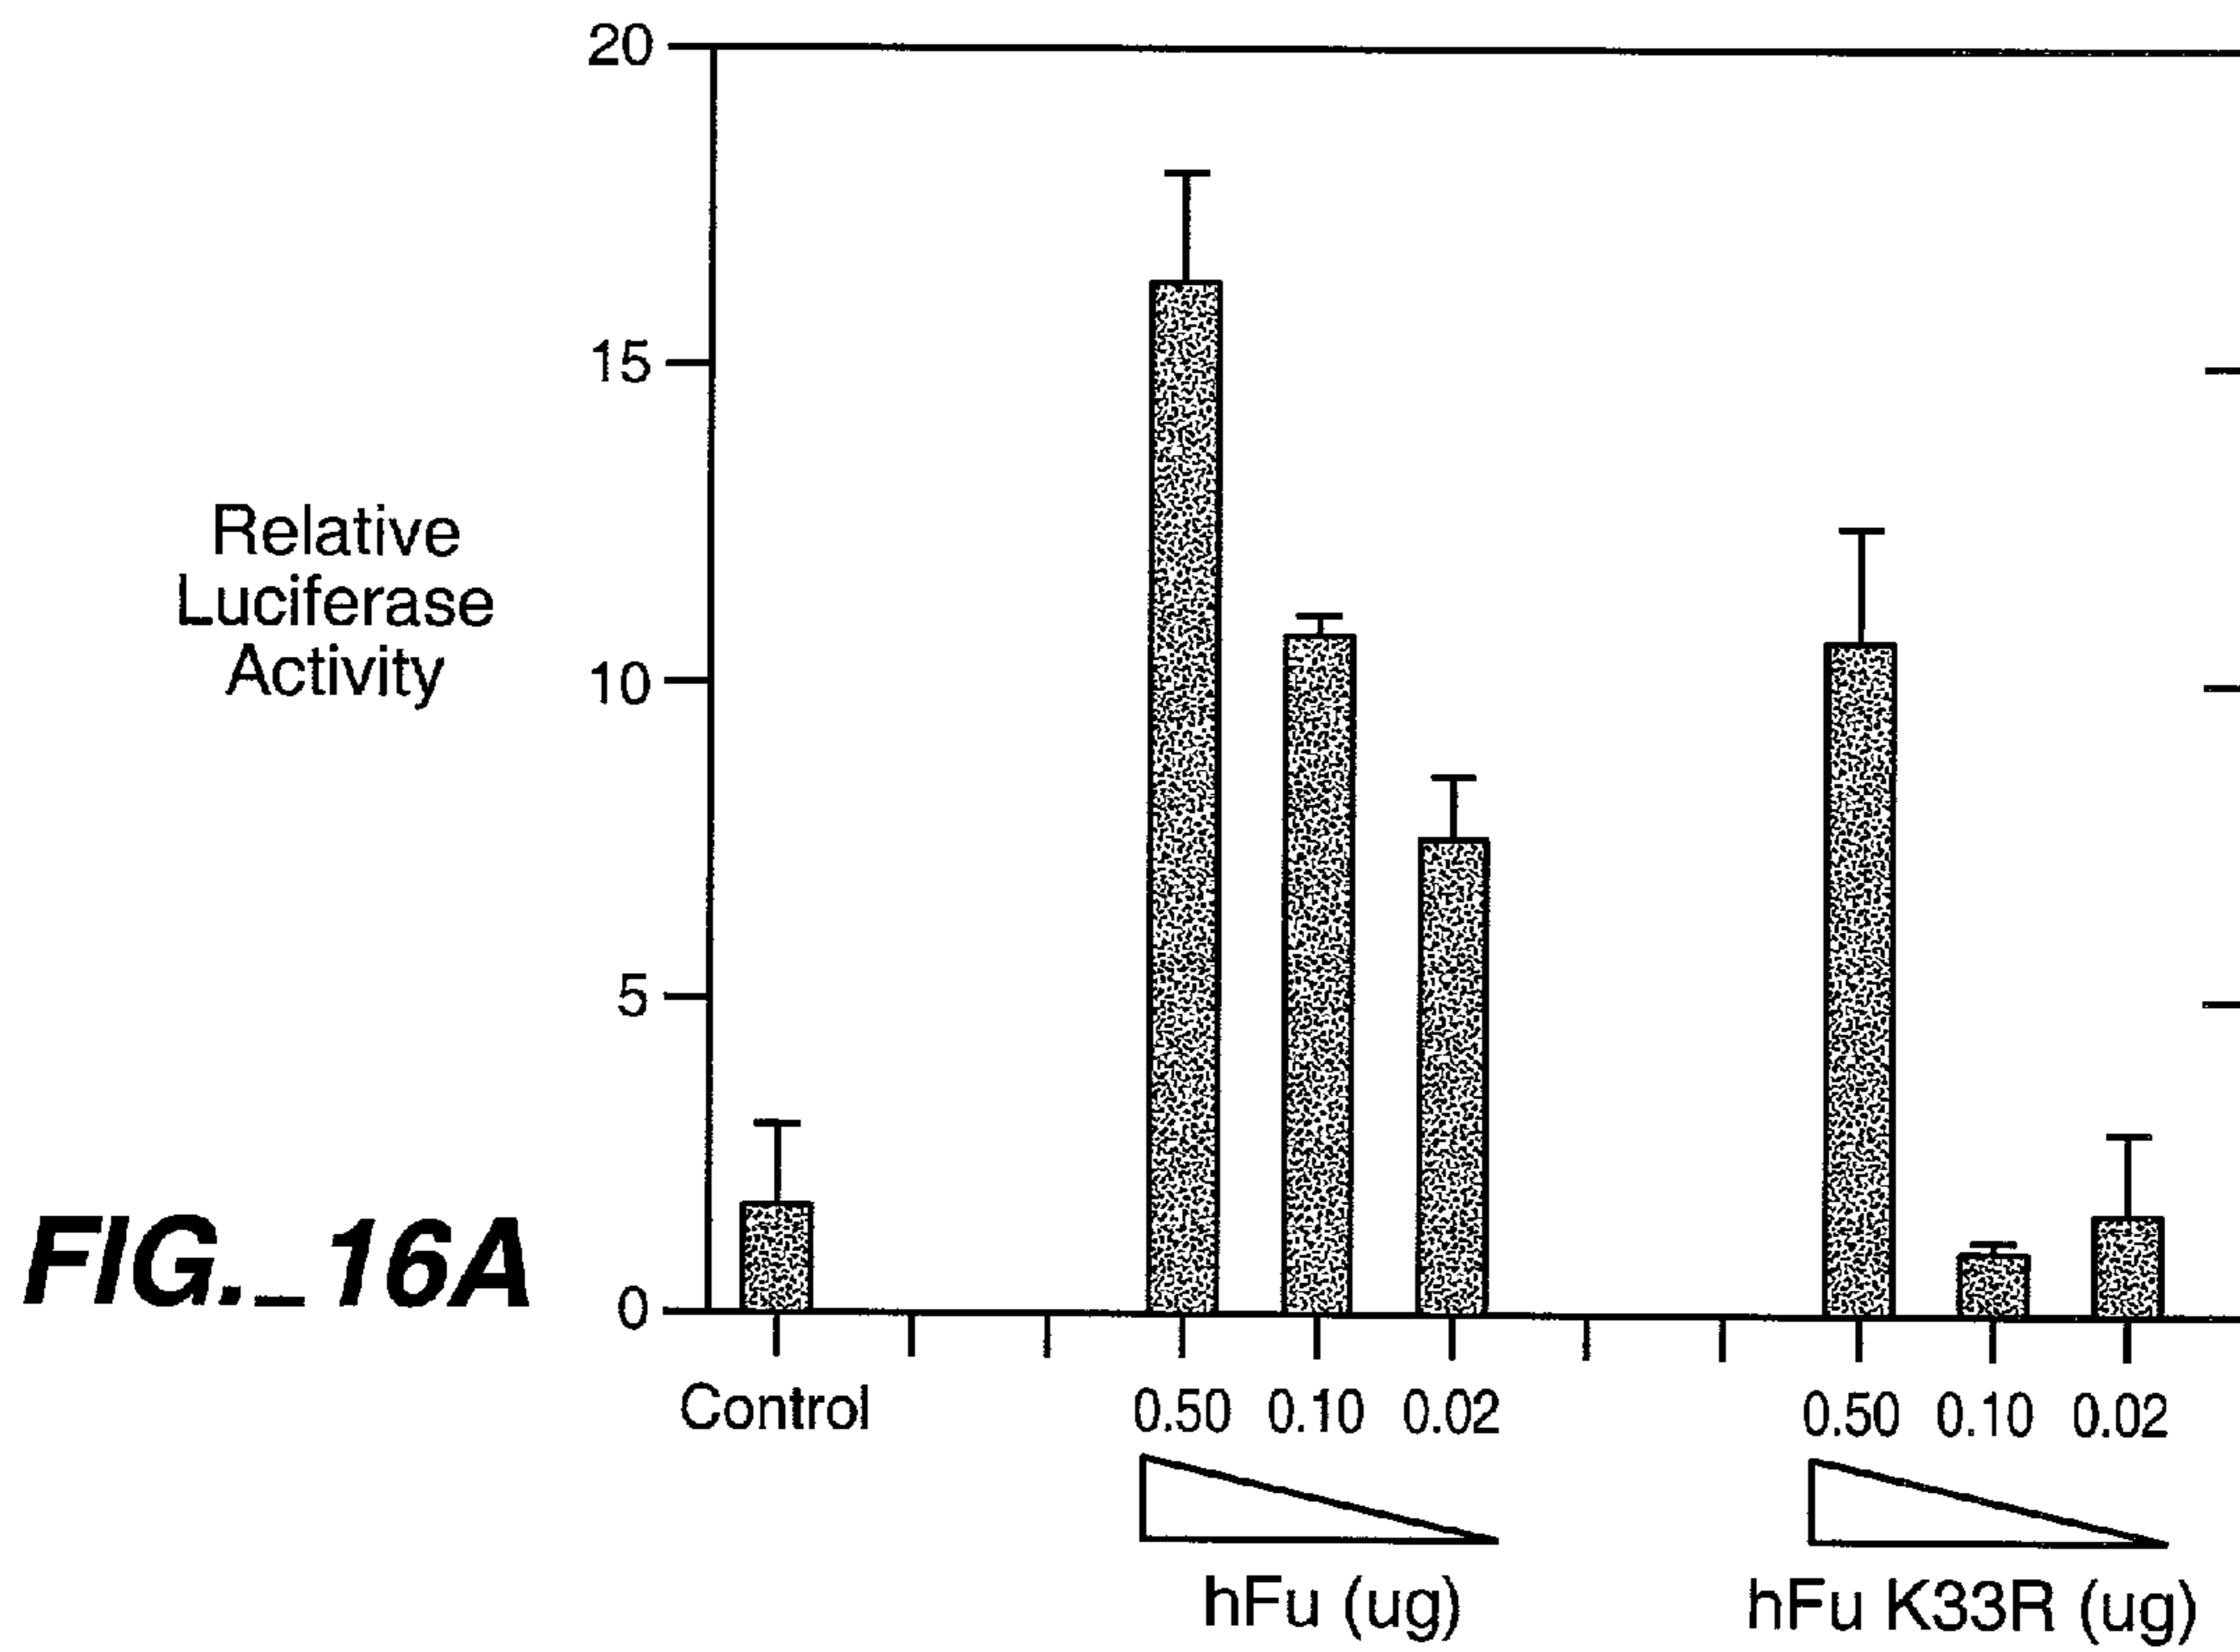 20
15
Relative
Luciferase
Activity
10
5
FIG._16A
0
Control
0.50 0.10 0.02
0.50 0.10 0.02
hFu (ug)
hFu K33R (ug)